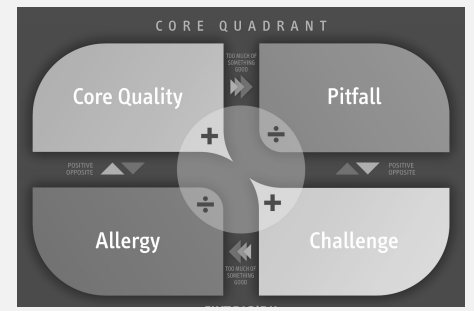 CORE QUADRANT
TOO MUCH OF
SOMETHING
GOOD
Core Quality
Pitfall
+
÷
POSITIVE
OPPOSITE
POSITIVE
OPPOSITE
÷
+
Allergy
Challenge
TOO MUCH OF
SOMETHING
GOOD